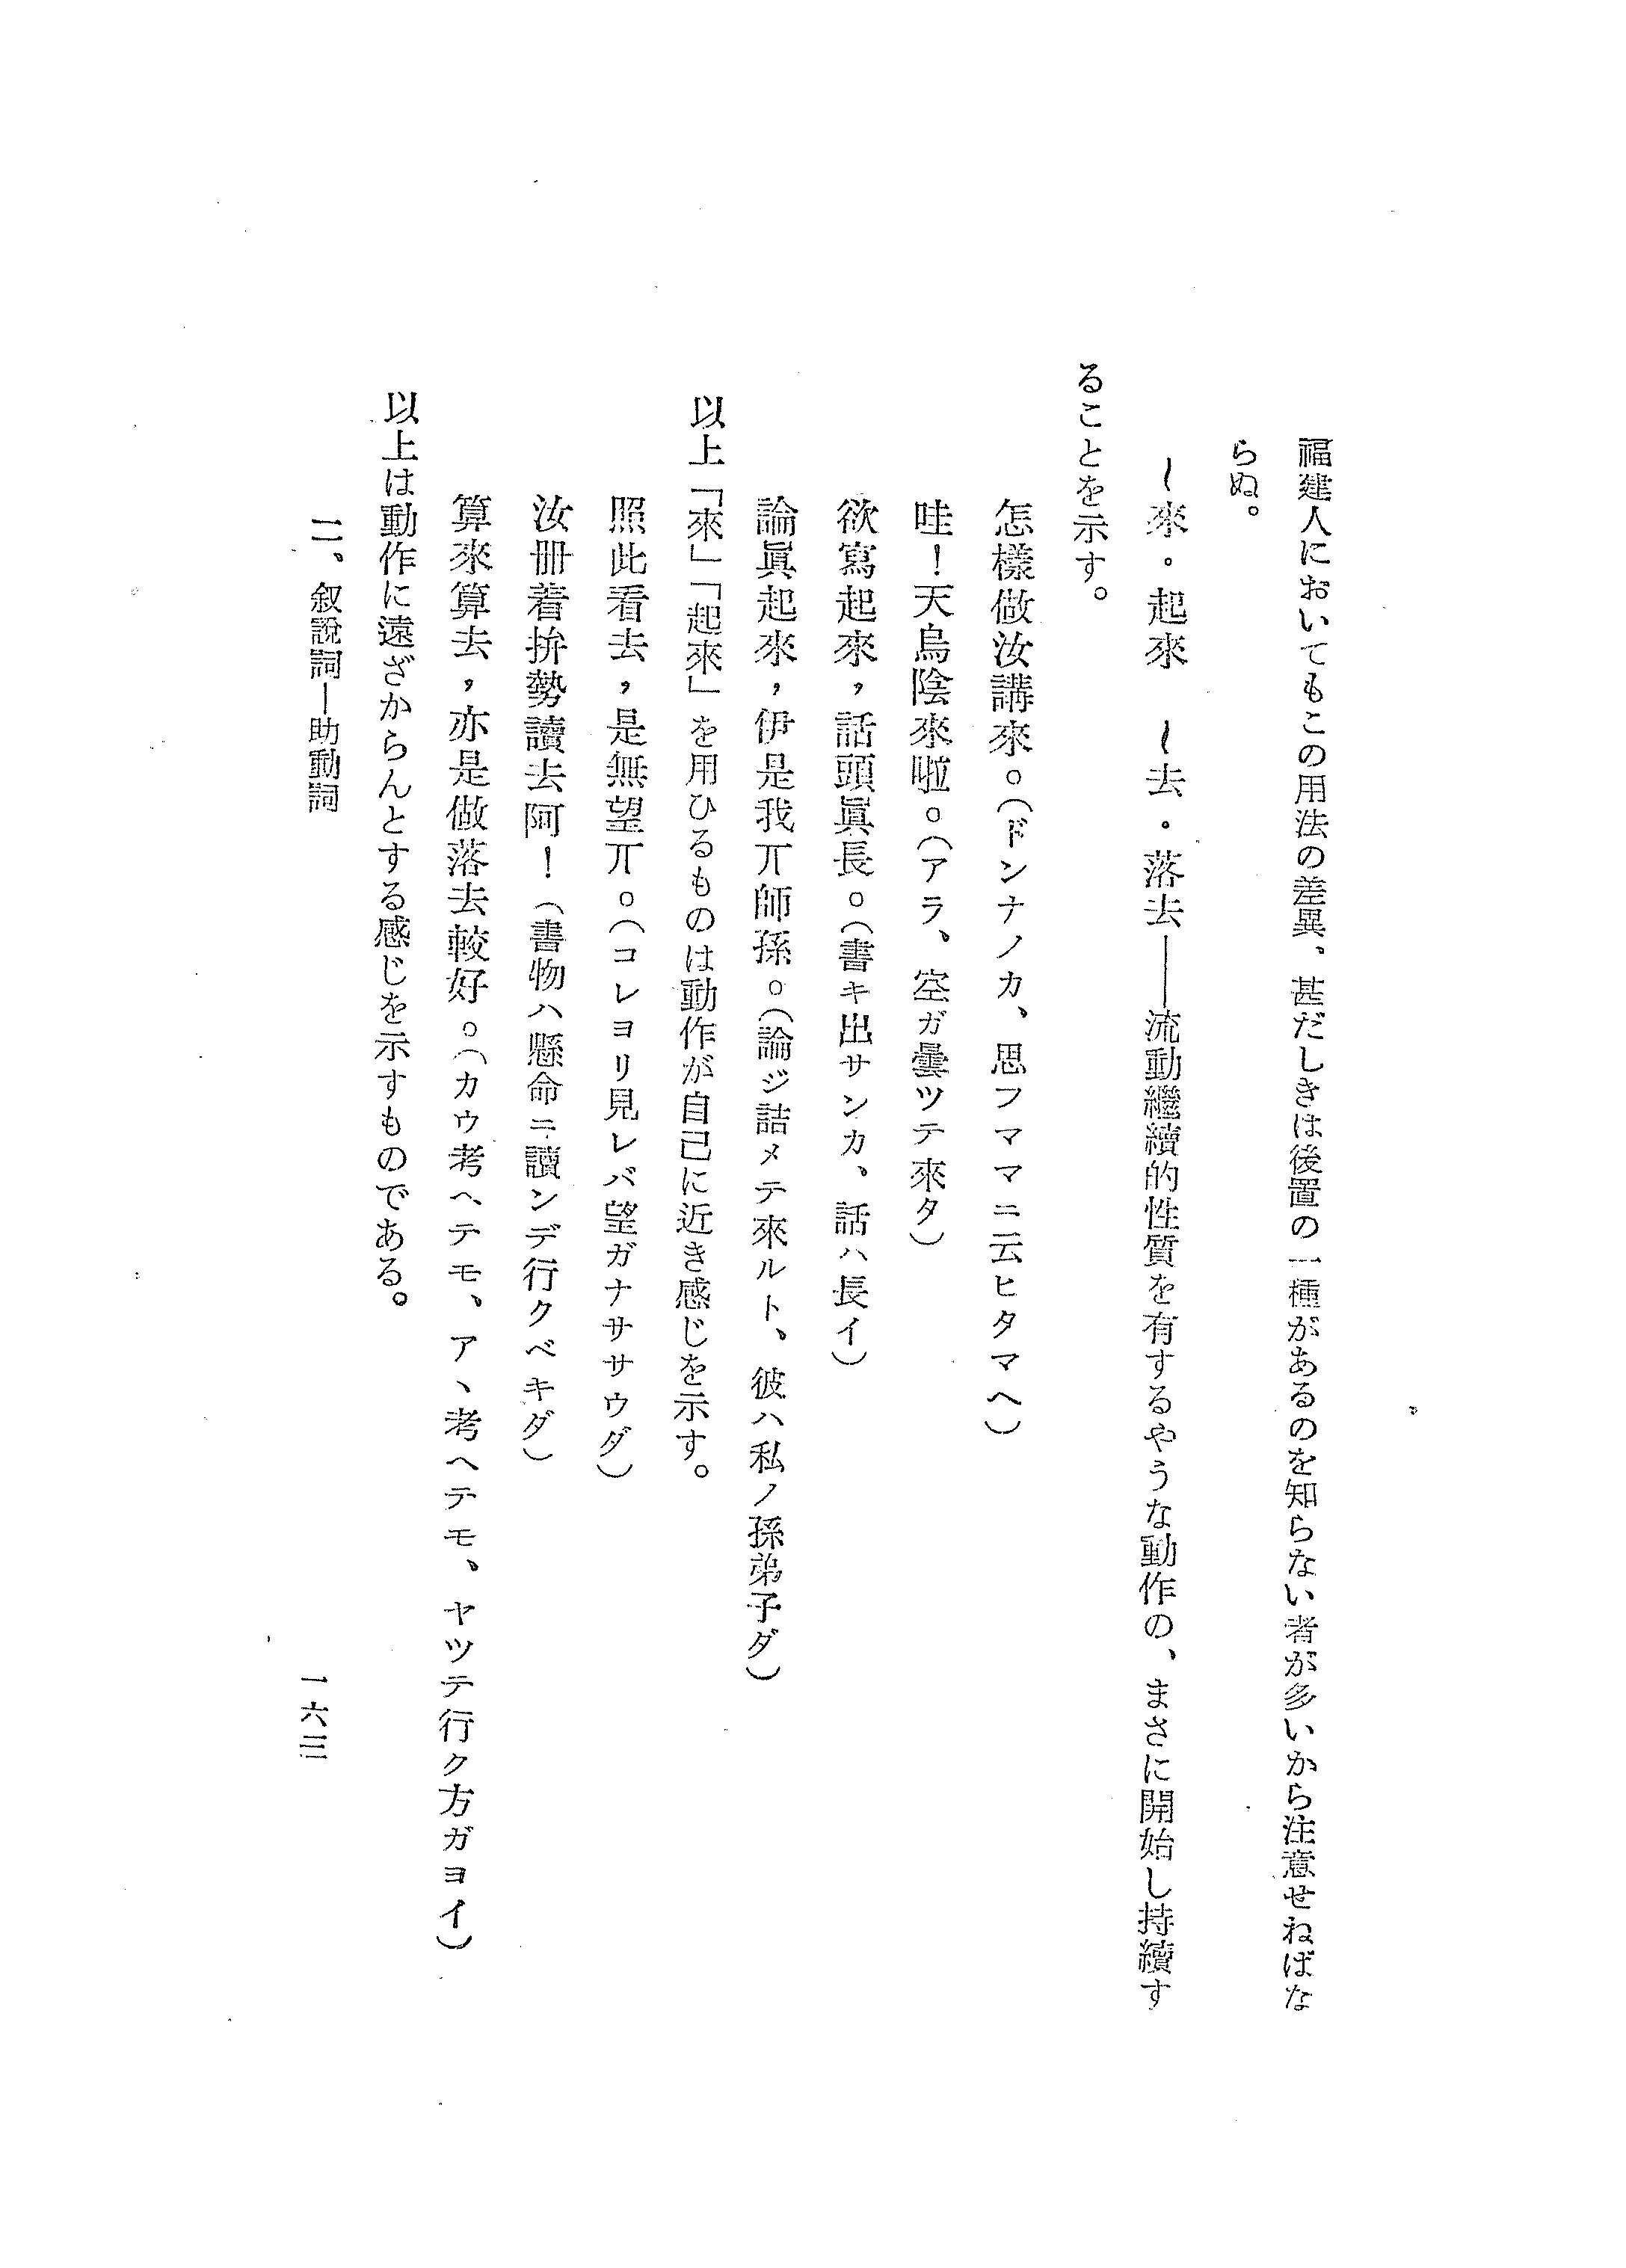 福建人においてもこの用法の差異、甚だしきは後置の一種があるのを知らない者が多いから注意せねばな
らぬ。
～來・起來　～去・落去――流動繼續的性質を有するやうな動作の、まさに開始し持續す
ることを示す。
怎樣做汝講來。（ドンナノカ、思フママニ云ヒタマヘ）
哇！天烏陰來啦。（アラ、空ガ曇ツテ來タ）
欲寫起來，話頭眞長。（書キ出サンカ、話ハ長イ）
論眞起來，伊是我丌師孫。（論ジ詰メテ來ルト、彼ハ私ノ孫弟子ダ）
以上「來」「起來」を用ひるものは動作が自己に近き感じを示す。
照此看去，是無望丌。（コレヨリ見レバ望ガナササウダ）
汝册着拚勢讀去阿！（書物ハ懸命ニ讀ンデ行クベキダ）
算來算去，亦是做落去較好。（カウ考ヘテモ、アヽ考ヘテモ、ヤツテ行ク方ガヨイ）
以上は動作に遠ざからんとする感じを示すものである。
二、叙說詞―助動詞
一六三